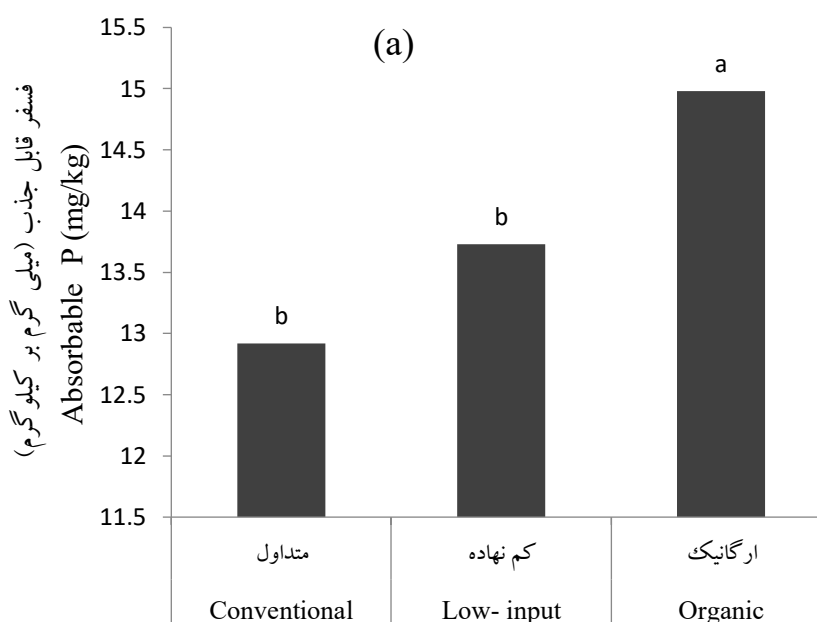 (a)
فسفر قابل جذب (میلی گرم بر کیلوگرم)
Absorbable P (mg/kg)
15.5
15
14.5
14
13.5
13
12.5
12
11.5
b
b
a
متداول
کم نهاده
ارگانیک
Conventional
Low- input
Organic